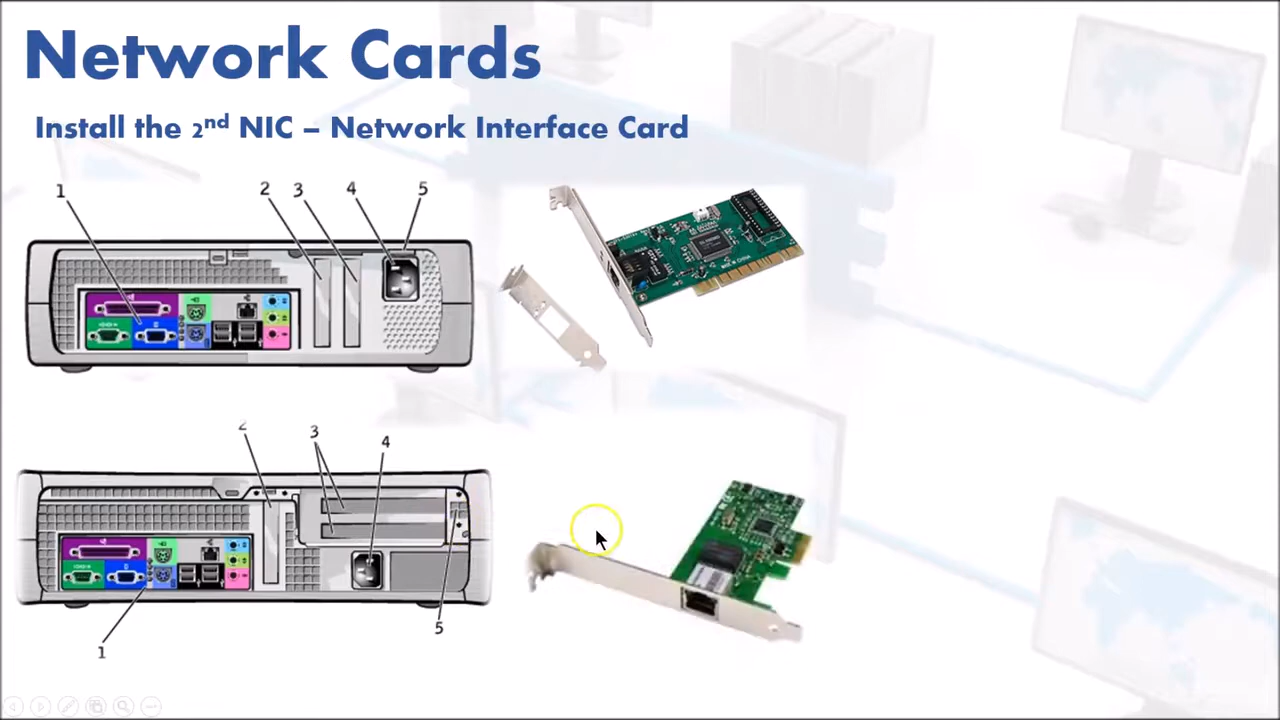 Network Cards
Install the 2nd NIC – Network Interface Card
1 2 3 4 5
2 3 4
5
1